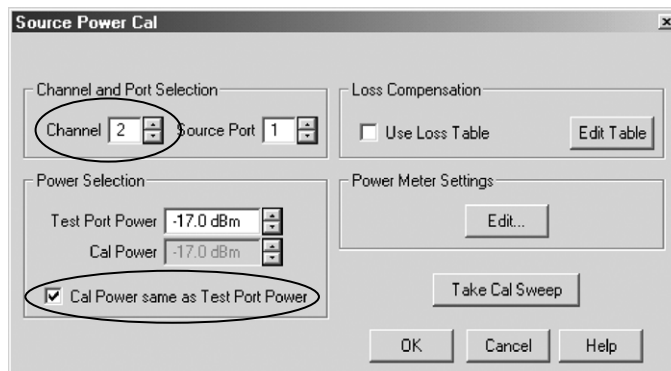 Source Power Cal
Channel and Port Selection
Channel 2 Source Port 1
Loss Compensation
Use Loss Table Edit Table
Power Selection
Test Port Power -17.0 dBm
Cal Power -17.0 dBm
Cal Power same as Test Port Power
Power Meter Settings
Edit...
Take Cal Sweep
OK Cancel Help